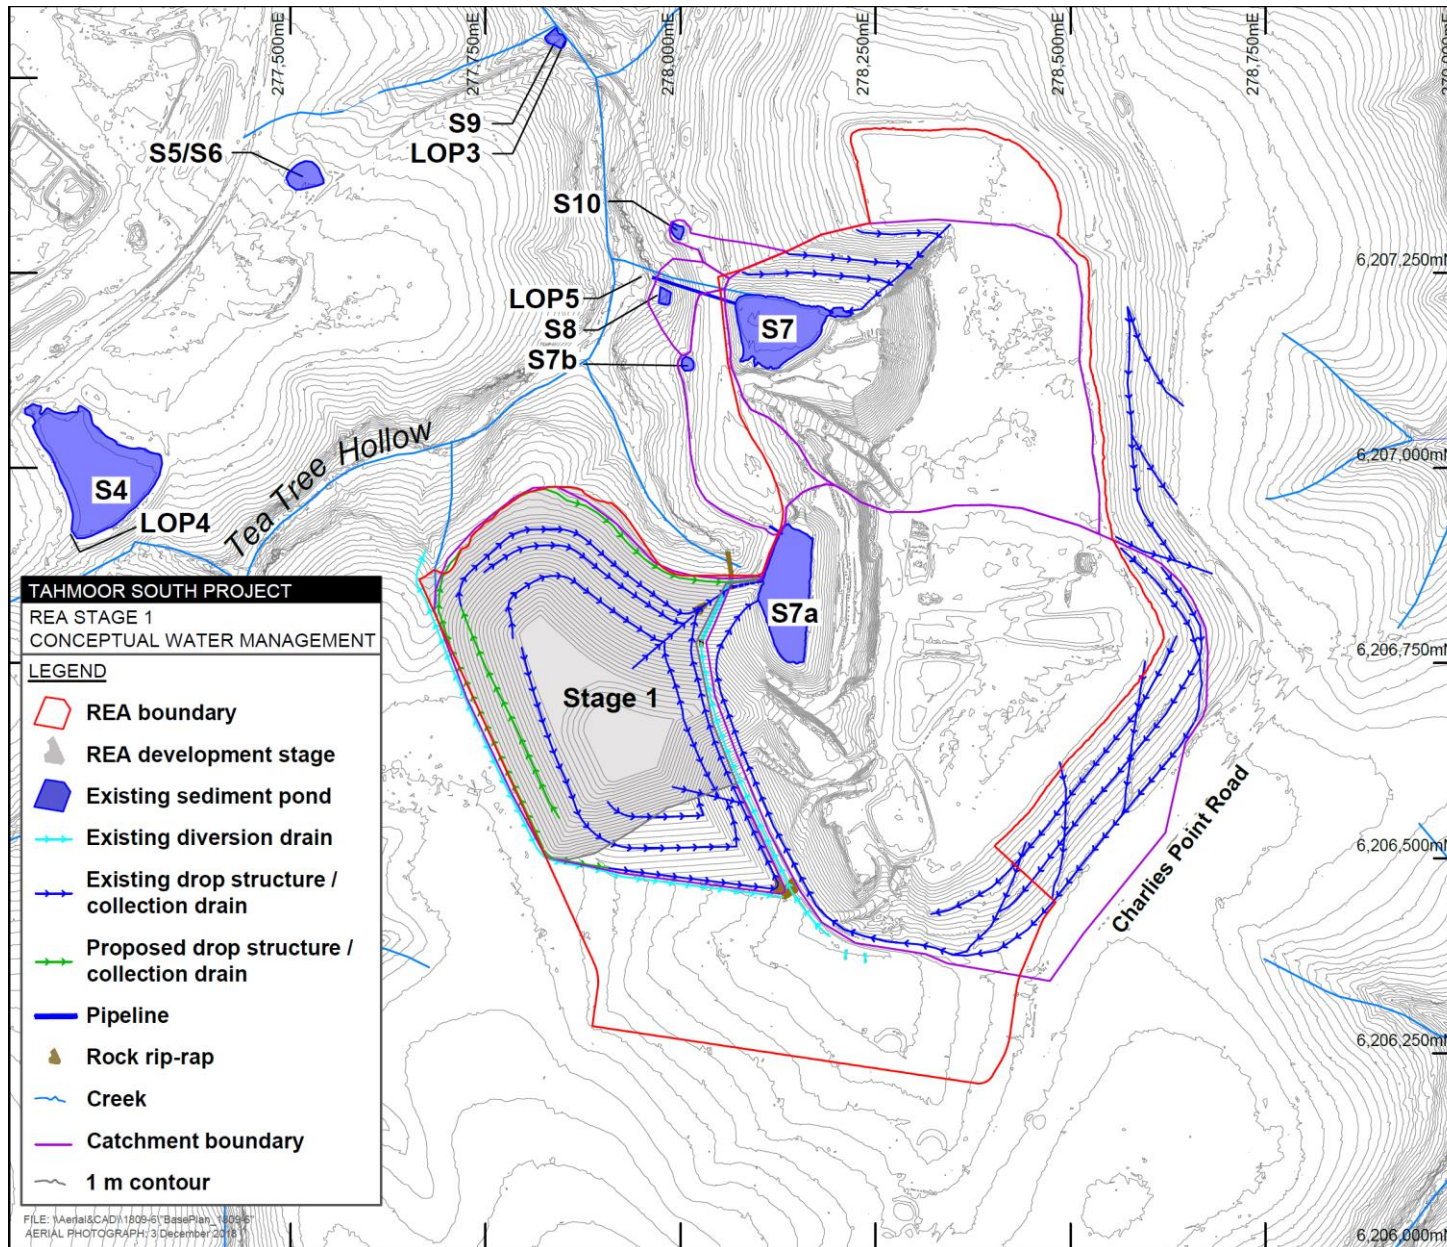 277,500mE
277,750mE
278,000mE
278,250mE
278,500mE
278,750mE
S9
LOP3
S5/S6
S10
6,207,250mN
LOP5
S8
S7
S7b
Tea Tree Hollow
6,207,000mN
S4
LOP4
S7a
6,206,750mN
Stage 1
6,206,500mN
Charlies Point Road
6,206,250mN
6,206,000mN
TAHMOOR SOUTH PROJECT
REA STAGE 1
CONCEPTUAL WATER MANAGEMENT
LEGEND
REA boundary
REA development stage
Existing sediment pond
Existing diversion drain
Existing drop structure /
collection drain
Proposed drop structure /
collection drain
Pipeline
Rock rip-rap
Creek
Catchment boundary
1 m contour
AERIAL PHOTOGRAPH: 3 December 2018